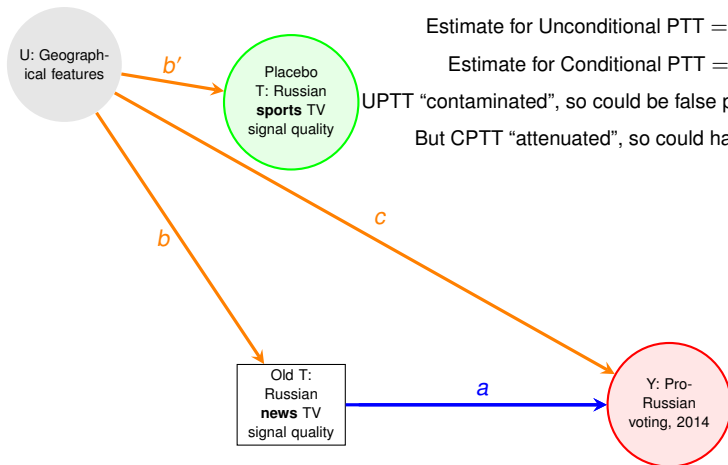 Estimate for Unconditional PTT =
U: Geograph-
ical features
b′
Placebo
T: Russian
sports TV
signal quality
Estimate for Conditional PTT =
UPTT “contaminated”, so could be false
But CPTT “attenuated”, so could
b
c
Old T:
Russian
news TV
signal quality
a
Y: Pro-
Russian
voting, 2014